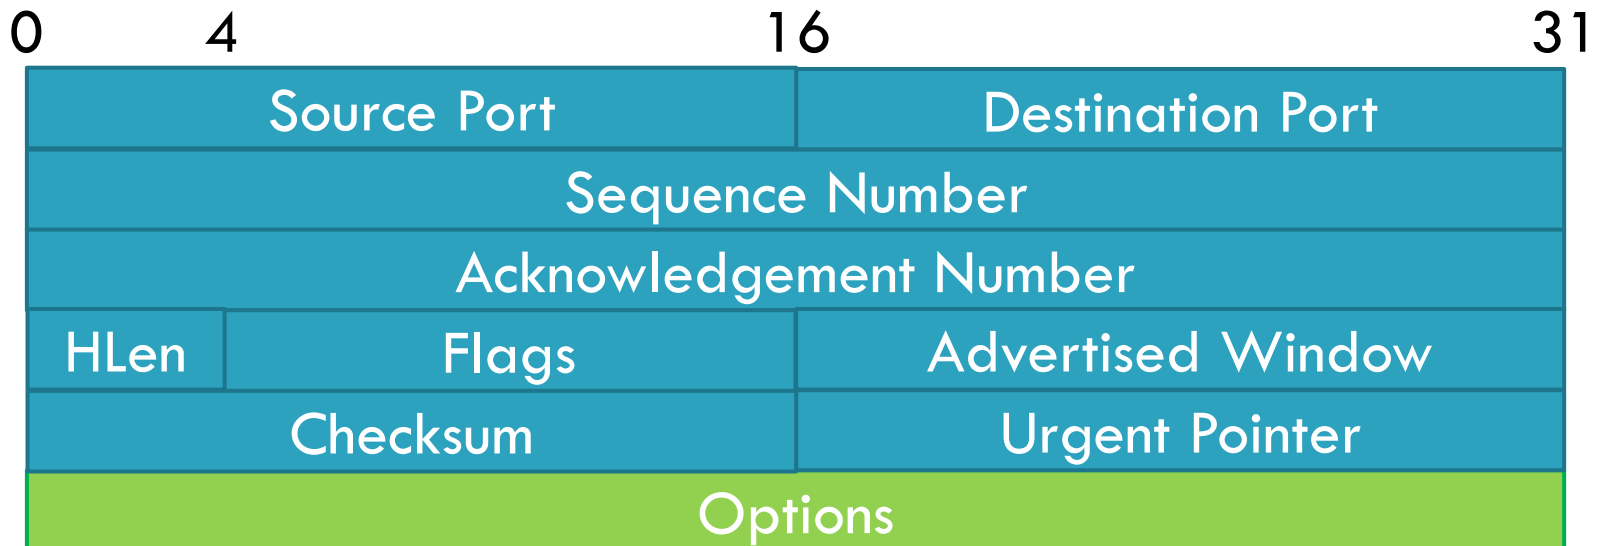 0 4 16 31
Source Port Destination Port
Sequence Number
Acknowledgement Number
HLen Flags Advertised Window
Checksum Urgent Pointer
Options